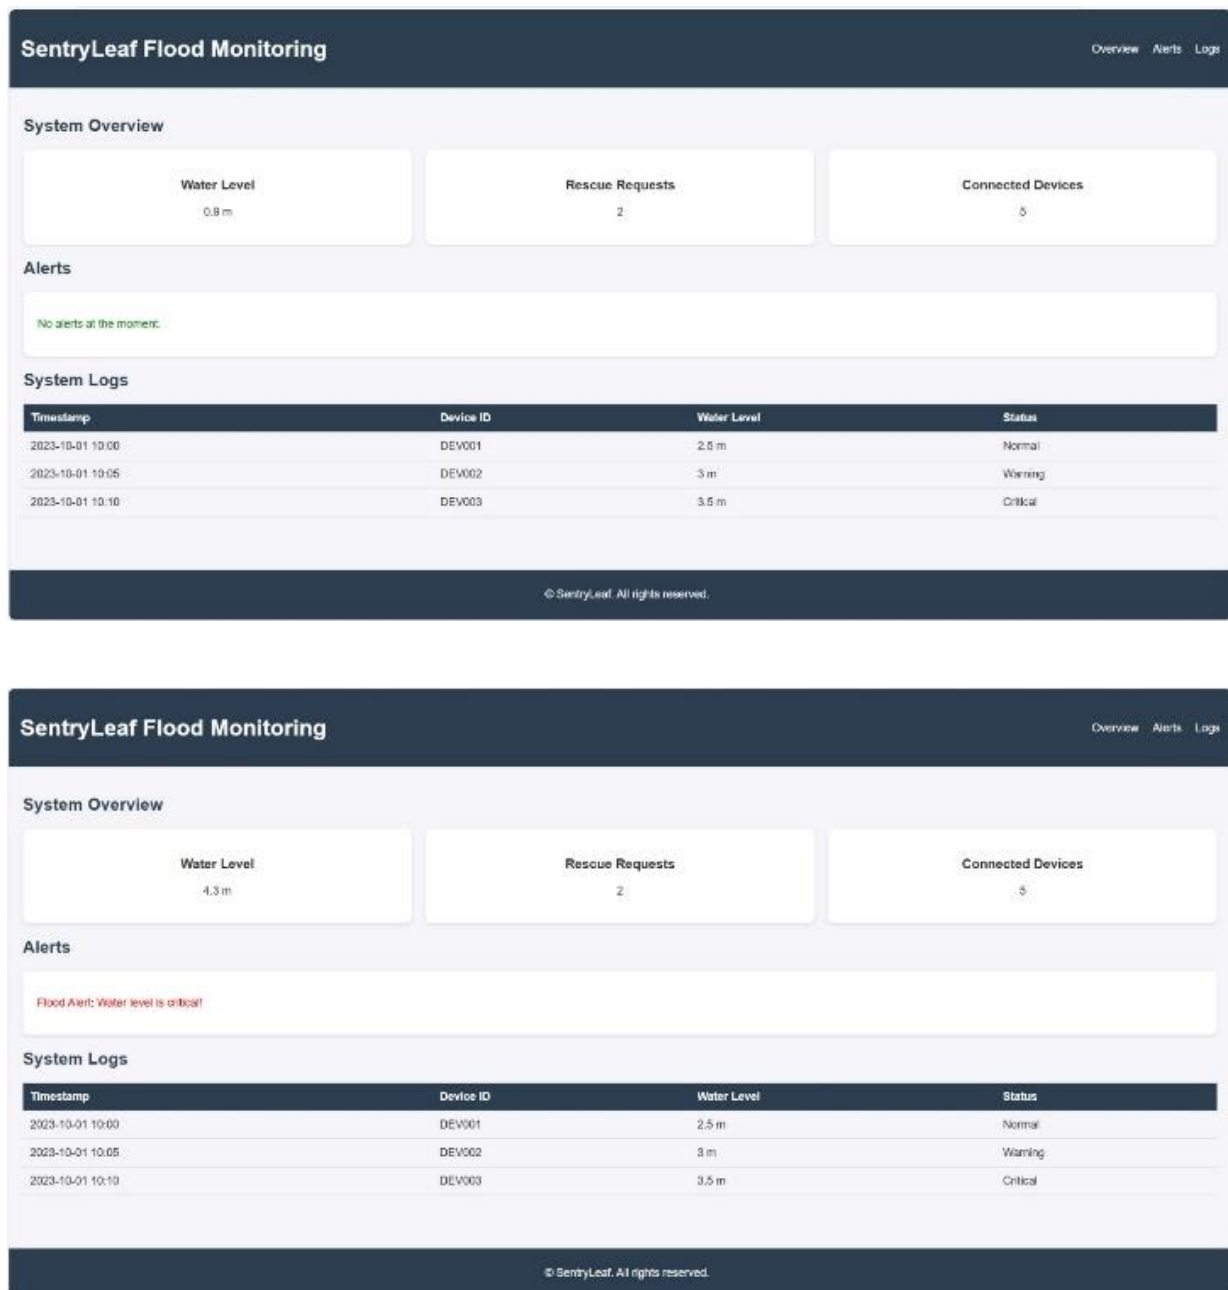 SentryLeaf Flood Monitoring
Overview Alerts Logs
System Overview
Water Level Rescue Requests Connected Devices
0.9 m 2 5
Alerts
No alerts at the moment.
System Logs
Timestamp Device ID Water Level Status
2023-10-01 10:00 DEV001 2.5 m Normal
2023-10-01 10:05 DEV002 3 m Warning
2023-10-01 10:10 DEV003 3.5 m Critical
© SentryLeaf. All rights reserved.
SentryLeaf Flood Monitoring
Overview Alerts Logs
System Overview
Water Level Rescue Requests Connected Devices
4.3 m 2 5
Alerts
Flood Alert: Water level is critical!
System Logs
Timestamp Device ID Water Level Status
2023-10-01 10:00 DEV001 2.5 m Normal
2023-10-01 10:05 DEV002 3 m Warning
2023-10-01 10:10 DEV003 3.5 m Critical
© SentryLeaf. All rights reserved.